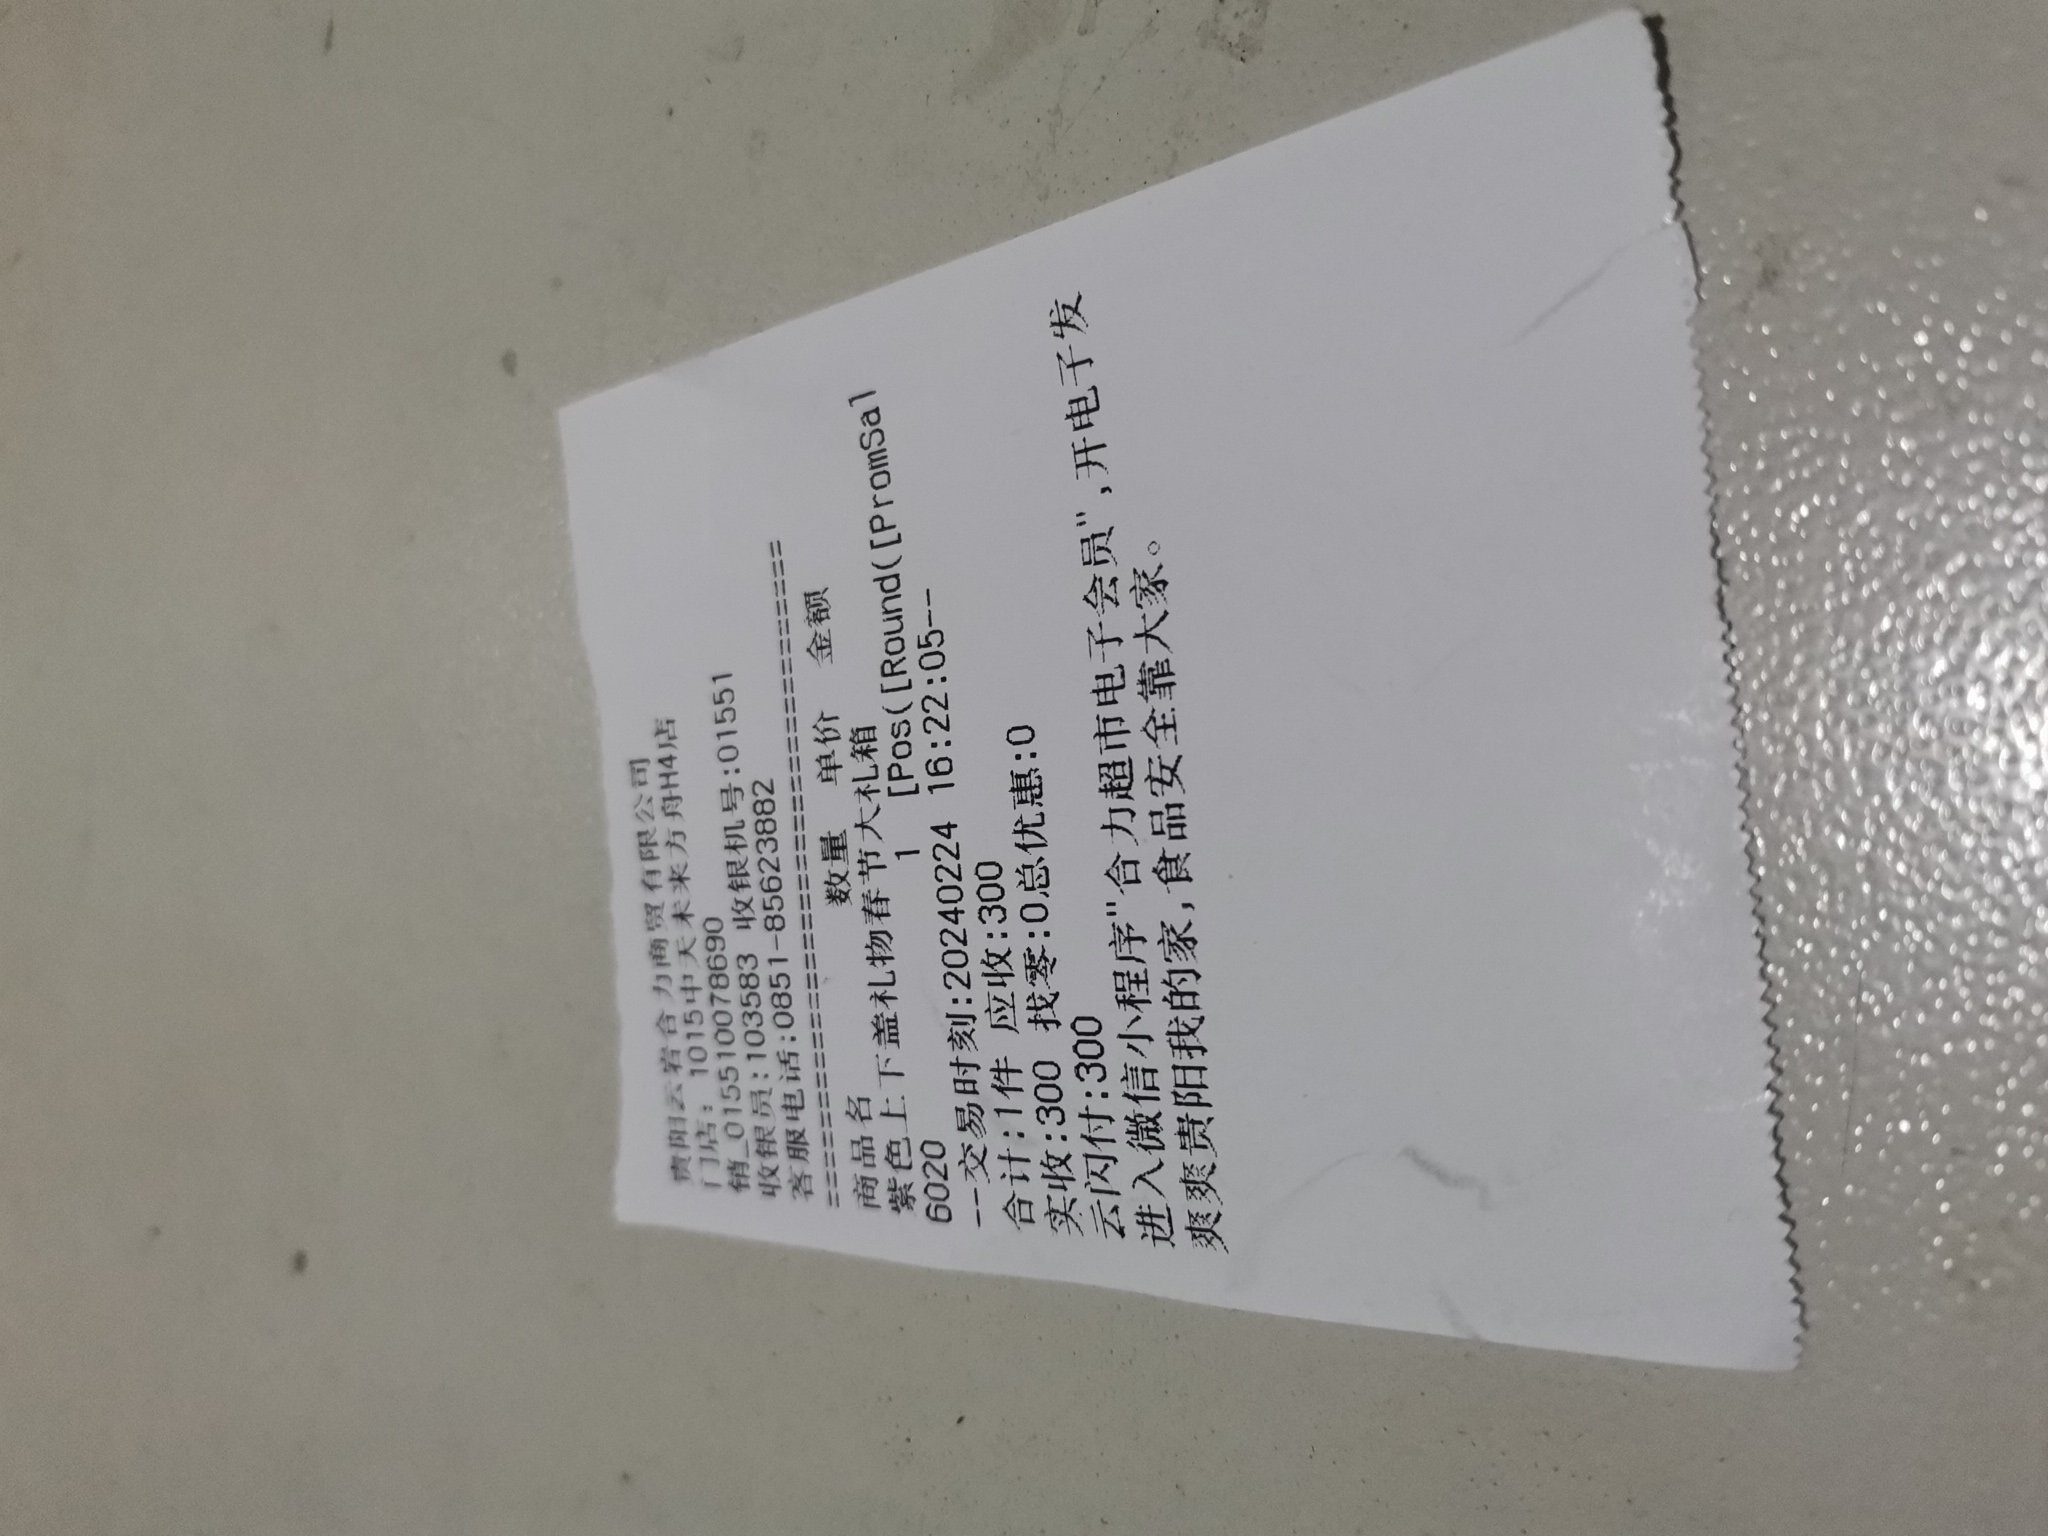 贵阳云岩合力商贸有限公司
门店: 1015中天未来方舟H4店
销_01551007869​0
收银员:103583 收银机号:01551
客服电话:0851-85623882
================================
商品名 数量 单价 金额
紫色上下盖礼物春节大礼箱
6020 1 [Pos([Round([PromSal
--交易时刻:20240224 16:22:05--
合计:1件 应收:300
实收:300 找零:0总优惠:0
云闪付:300
进入微信小程序"合力超市电子会员",开电子发
爽爽贵阳我的家,食品安全靠大家。